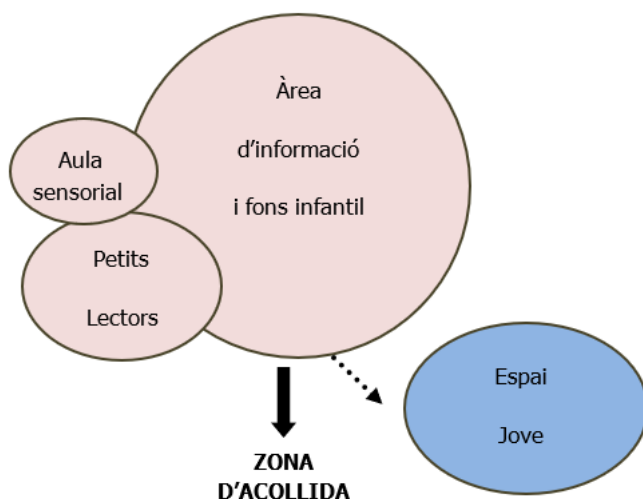 Àrea
d’informació
i fons infantil
Aula
sensorial
Petits
Lectors
Espai
Jove
ZONA
D’ACOLLIDA